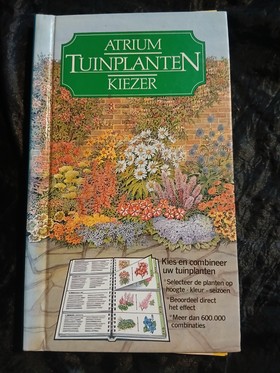 ATRIUM
TUINPLANTEN
KIEZER
Kies en combineer
uw tuinplanten
*Selecteer de planten op
hoogte - kleur - seizoen
*Beoordeel direct
het effect
*Meer dan 600.000
combinaties